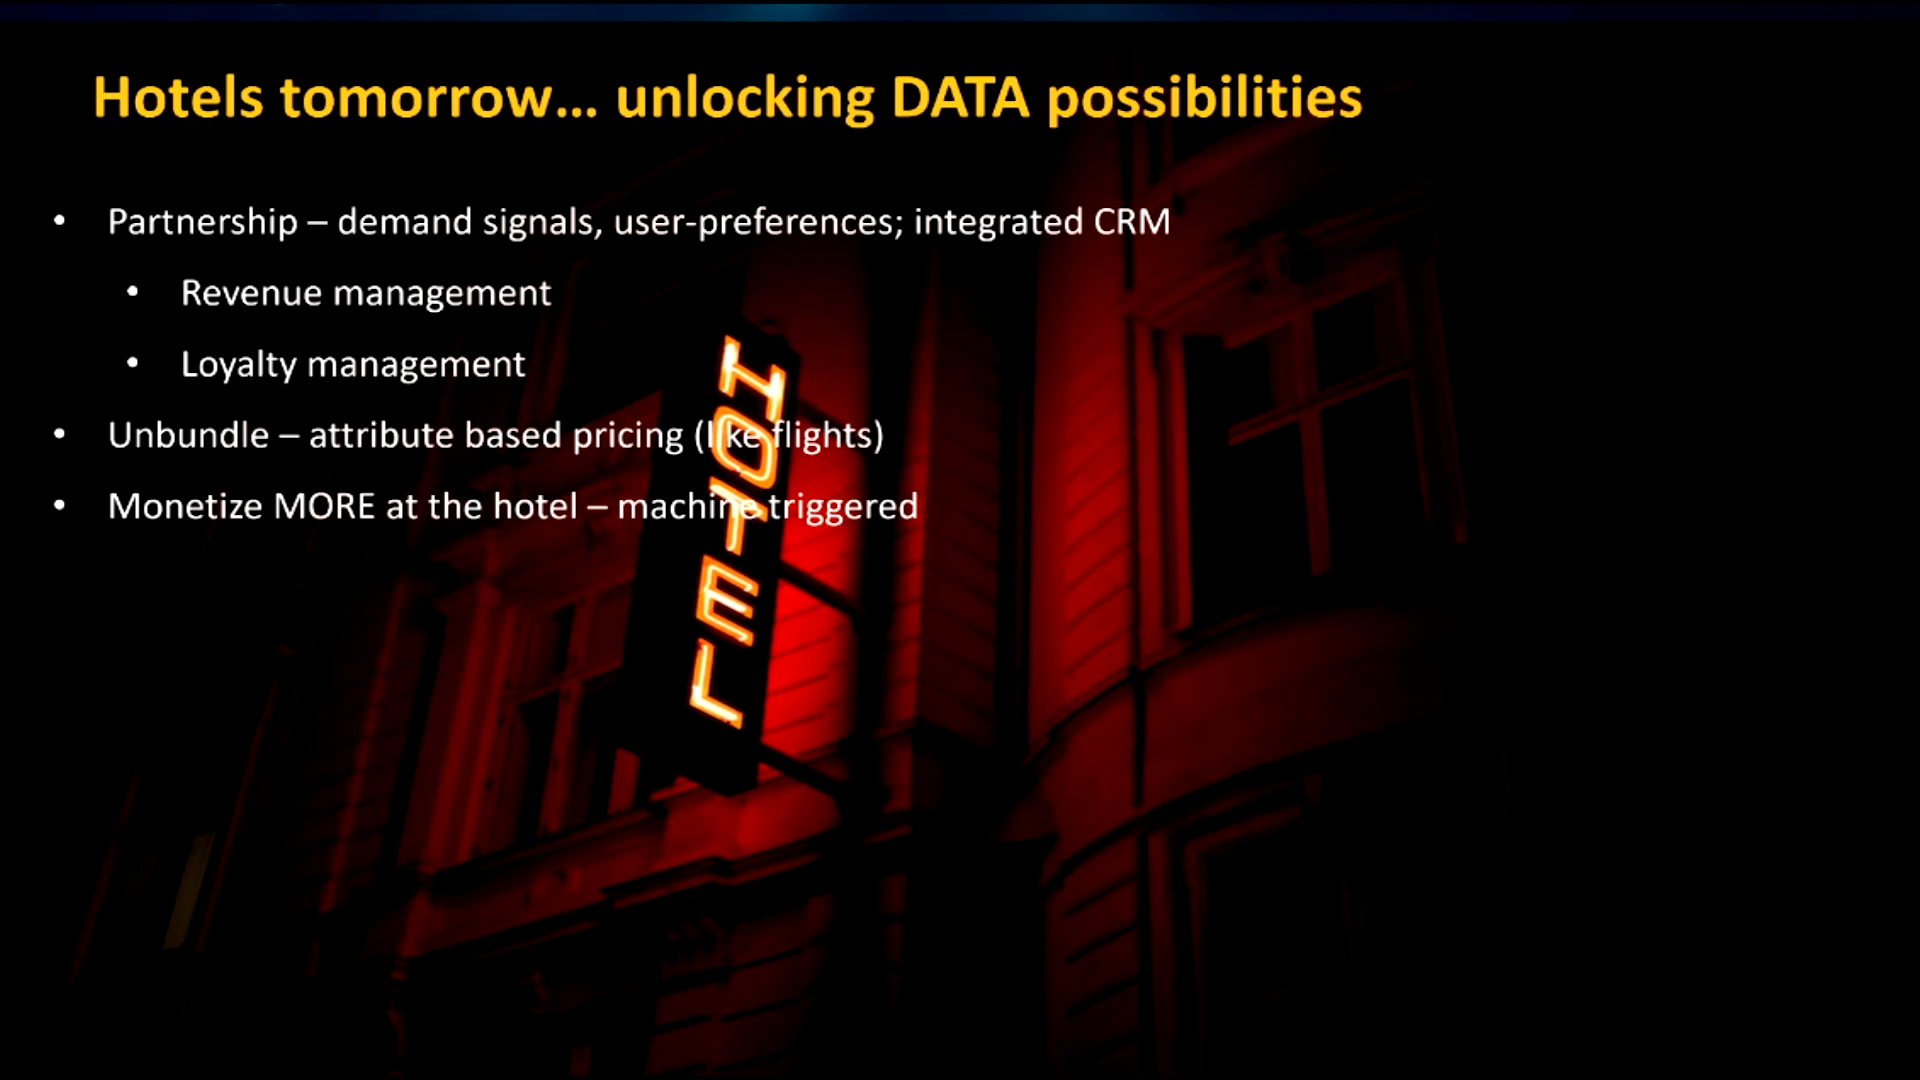 Hotels tomorrow... unlocking DATA possibilities
• Partnership – demand signals, user-preferences; integrated CRM
• Revenue management
• Loyalty management
• Unbundle – attribute based pricing (like flights)
• Monetize MORE at the hotel – machine triggered
HOTEL